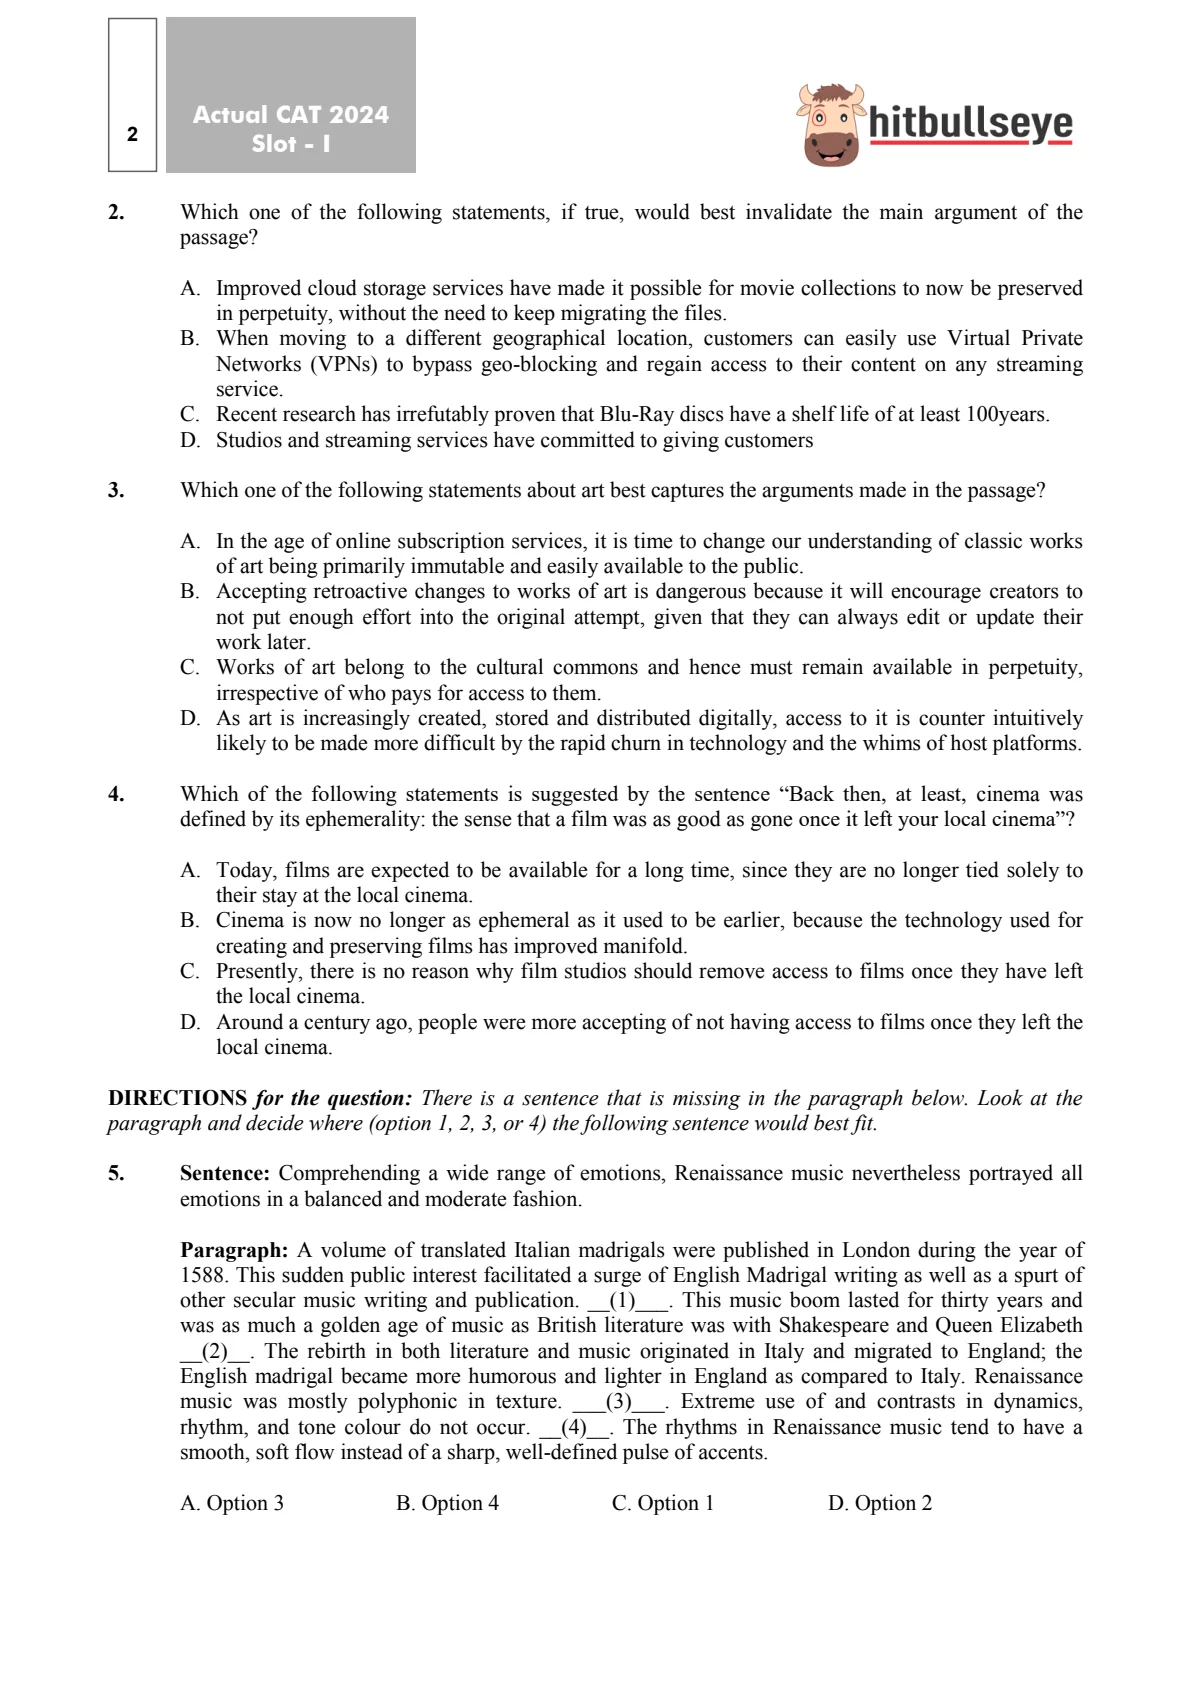 2
Actual CAT 2024
Slot - I
hitbullseye
2. Which one of the following statements, if true, would best invalidate the main argument of the
passage?
A. Improved cloud storage services have made it possible for movie collections to now be preserved
in perpetuity, without the need to keep migrating the files.
B. When moving to a different geographical location, customers can easily use Virtual Private
Networks (VPNs) to bypass geo-blocking and regain access to their content on any streaming
service.
C. Recent research has irrefutably proven that Blu-Ray discs have a shelf life of at least 100years.
D. Studios and streaming services have committed to giving customers
3. Which one of the following statements about art best captures the arguments made in the passage?
A. In the age of online subscription services, it is time to change our understanding of classic works
of art being primarily immutable and easily available to the public.
B. Accepting retroactive changes to works of art is dangerous because it will encourage creators to
not put enough effort into the original attempt, given that they can always edit or update their
work later.
C. Works of art belong to the cultural commons and hence must remain available in perpetuity,
irrespective of who pays for access to them.
D. As art is increasingly created, stored and distributed digitally, access to it is counter intuitively
likely to be made more difficult by the rapid churn in technology and the whims of host platforms.
4. Which of the following statements is suggested by the sentence “Back then, at least, cinema was
defined by its ephemerality: the sense that a film was as good as gone once it left your local cinema”?
A. Today, films are expected to be available for a long time, since they are no longer tied solely to
their stay at the local cinema.
B. Cinema is now no longer as ephemeral as it used to be earlier, because the technology used for
creating and preserving films has improved manifold.
C. Presently, there is no reason why film studios should remove access to films once they have left
the local cinema.
D. Around a century ago, people were more accepting of not having access to films once they left the
local cinema.
DIRECTIONS for the question: There is a sentence that is missing in the paragraph below. Look at the
paragraph and decide where (option 1, 2, 3, or 4) the following sentence would best fit.
5. Sentence: Comprehending a wide range of emotions, Renaissance music nevertheless portrayed all
emotions in a balanced and moderate fashion.
Paragraph: A volume of translated Italian madrigals were published in London during the year of
1588. This sudden public interest facilitated a surge of English Madrigal writing as well as a spurt of
other secular music writing and publication. __(1)___. This music boom lasted for thirty years and
was as much a golden age of music as British literature was with Shakespeare and Queen Elizabeth
__(2)__. The rebirth in both literature and music originated in Italy and migrated to England; the
English madrigal became more humorous and lighter in England as compared to Italy. Renaissance
music was mostly polyphonic in texture. ___(3)___. Extreme use of and contrasts in dynamics,
rhythm, and tone colour do not occur. __(4)__. The rhythms in Renaissance music tend to have a
smooth, soft flow instead of a sharp, well-defined pulse of accents.
A. Option 3 B. Option 4 C. Option 1 D. Option 2